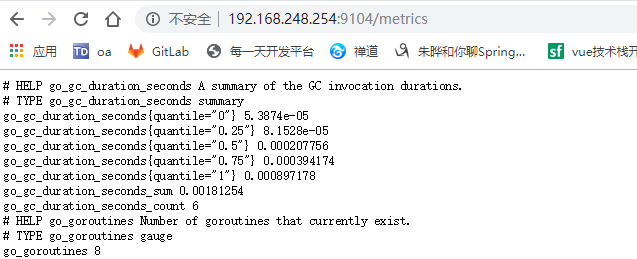 不安全 | 192.168.248.254:9104/metrics
应用 TD oa GitLab 每一天开发平台 禅道 朱晔和你聊Spring... sf vue技术栈开
# HELP go_gc_duration_seconds A summary of the GC invocation durations.
# TYPE go_gc_duration_seconds summary
go_gc_duration_seconds{quantile="0"} 5.3874e-05
go_gc_duration_seconds{quantile="0.25"} 8.1528e-05
go_gc_duration_seconds{quantile="0.5"} 0.000207756
go_gc_duration_seconds{quantile="0.75"} 0.000394174
go_gc_duration_seconds{quantile="1"} 0.000897178
go_gc_duration_seconds_sum 0.00181254
go_gc_duration_seconds_count 6
# HELP go_goroutines Number of goroutines that currently exist.
# TYPE go_goroutines gauge
go_goroutines 8